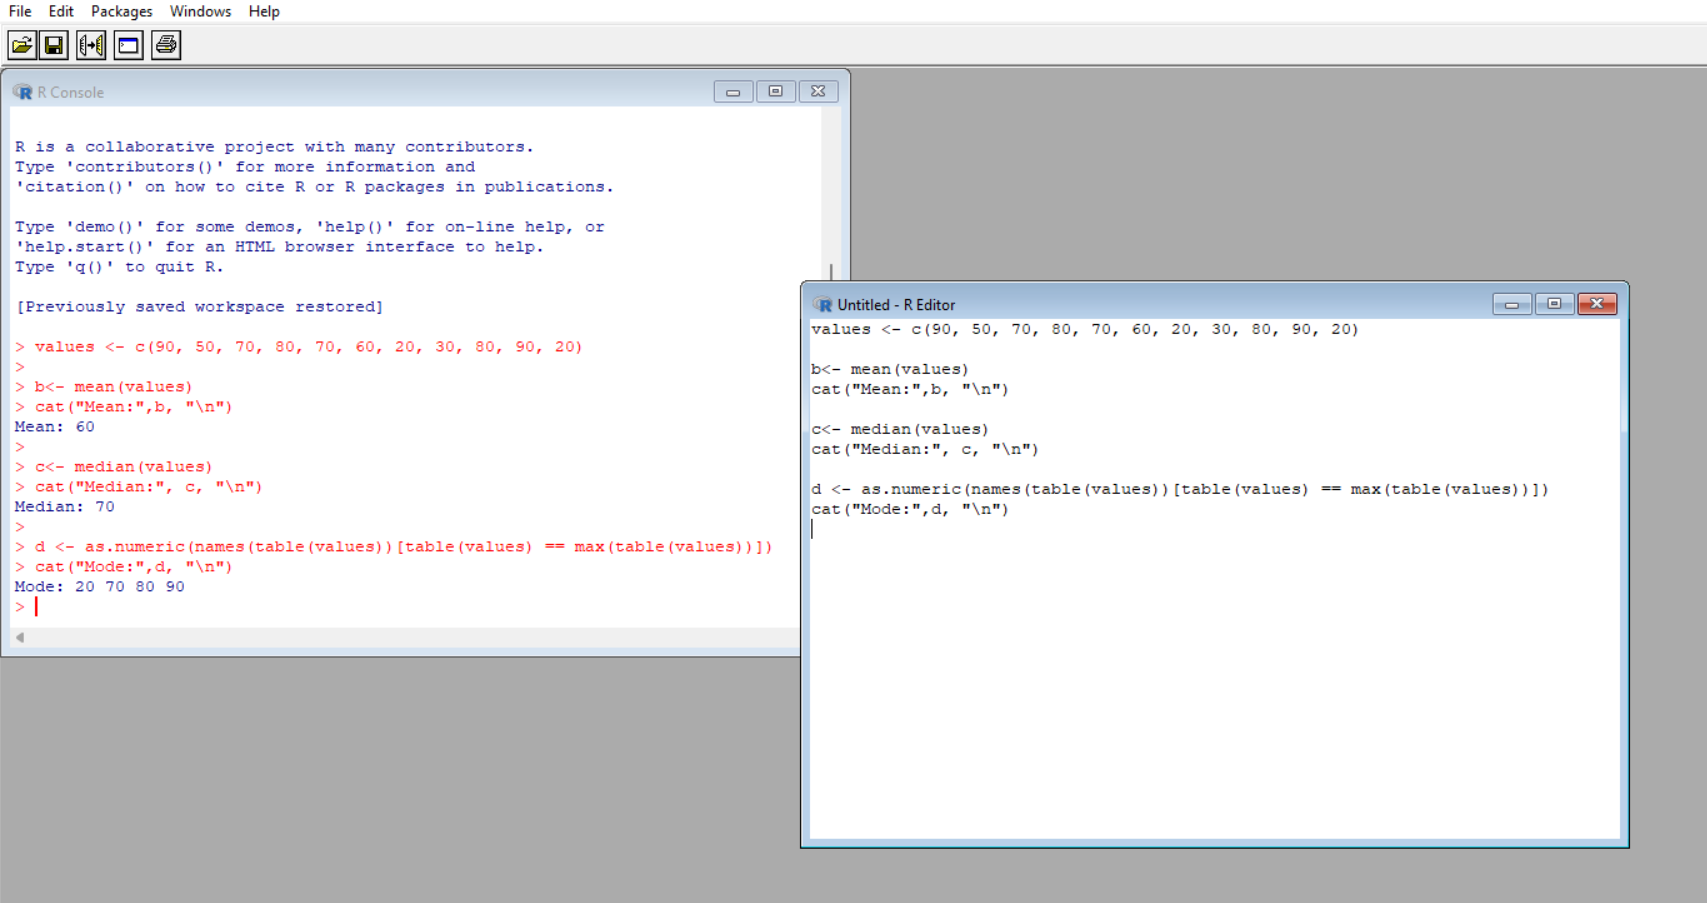 File Edit Packages Windows Help
R Console
R is a collaborative project with many contributors.
Type 'contributors()' for more information and
'citation()' on how to cite R or R packages in publications.
Type 'demo()' for some demos, 'help()' for on-line help, or
'help.start()' for an HTML browser interface to help.
Type 'q()' to quit R.
[Previously saved workspace restored]
> values <- c(90, 50, 70, 80, 70, 60, 20, 30, 80, 90, 20)
>
> b<- mean(values)
> cat("Mean:",b, "\n")
Mean: 60
>
> c<- median(values)
> cat("Median:", c, "\n")
Median: 70
>
> d <- as.numeric(names(table(values))[table(values) == max(table(values))])
> cat("Mode:",d, "\n")
Mode: 20 70 80 90
>
Untitled - R Editor
values <- c(90, 50, 70, 80, 70, 60, 20, 30, 80, 90, 20)
b<- mean(values)
cat("Mean:",b, "\n")
c<- median(values)
cat("Median:", c, "\n")
d <- as.numeric(names(table(values))[table(values) == max(table(values))])
cat("Mode:",d, "\n")